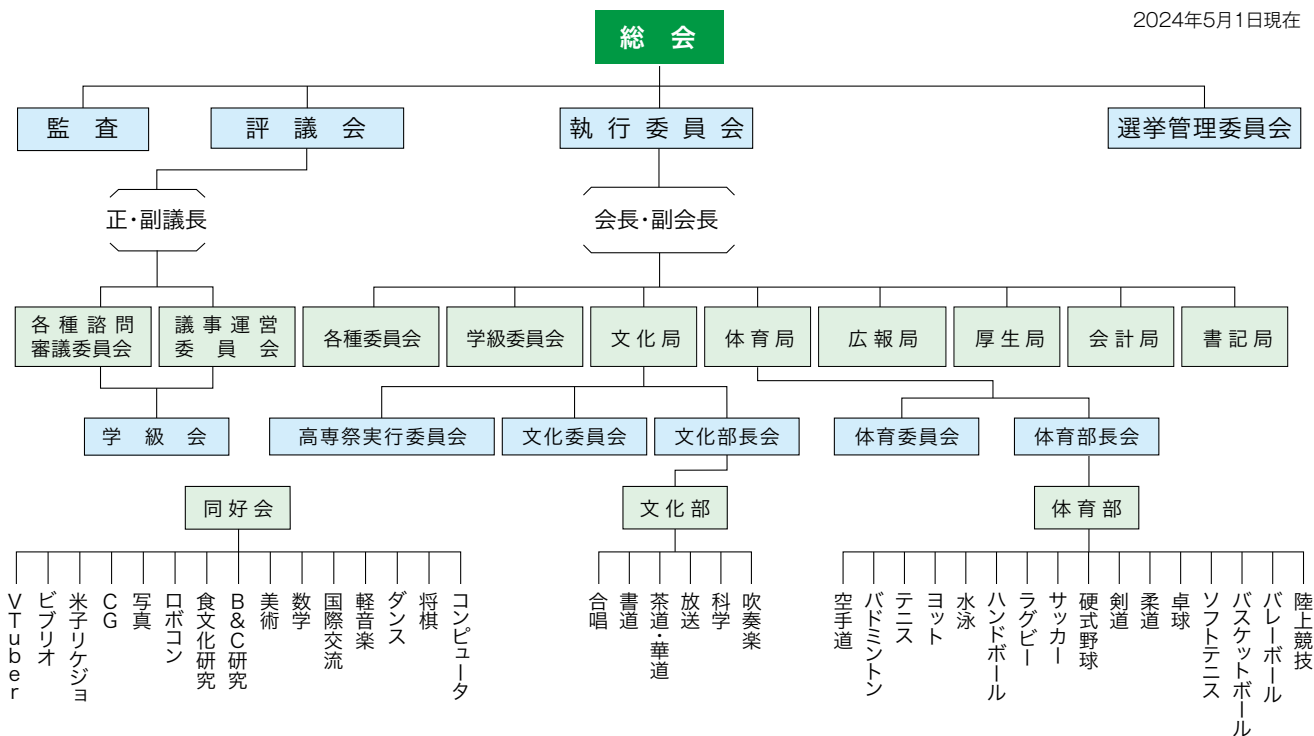 2024年5月1日現在
総会
監査
評議会
執行委員会
選挙管理委員会
正・副議長
会長・副会長
各種諮問
審議委員会
議事運営
委員会
各種委員会
学級委員会
文化局
体育局
広報局
厚生局
会計局
書記局
学級会
高専祭実行委員会
文化委員会
文化部長会
体育委員会
体育部長会
同好会
文化部
体育部
VTuber
ビブリオ
米子リケジョ
CG
写真
ロボコン
食文化研究
B&C研究
美術
数学
国際交流
軽音楽
ダンス
将棋
コンピュータ
合唱
書道
茶道・華道
放送
科学
吹奏楽
空手道
バドミントン
テニス
ヨット
水泳
ハンドボール
ラグビー
サッカー
硬式野球
剣道
柔道
卓球
ソフトテニス
バスケットボール
バレーボール
陸上競技